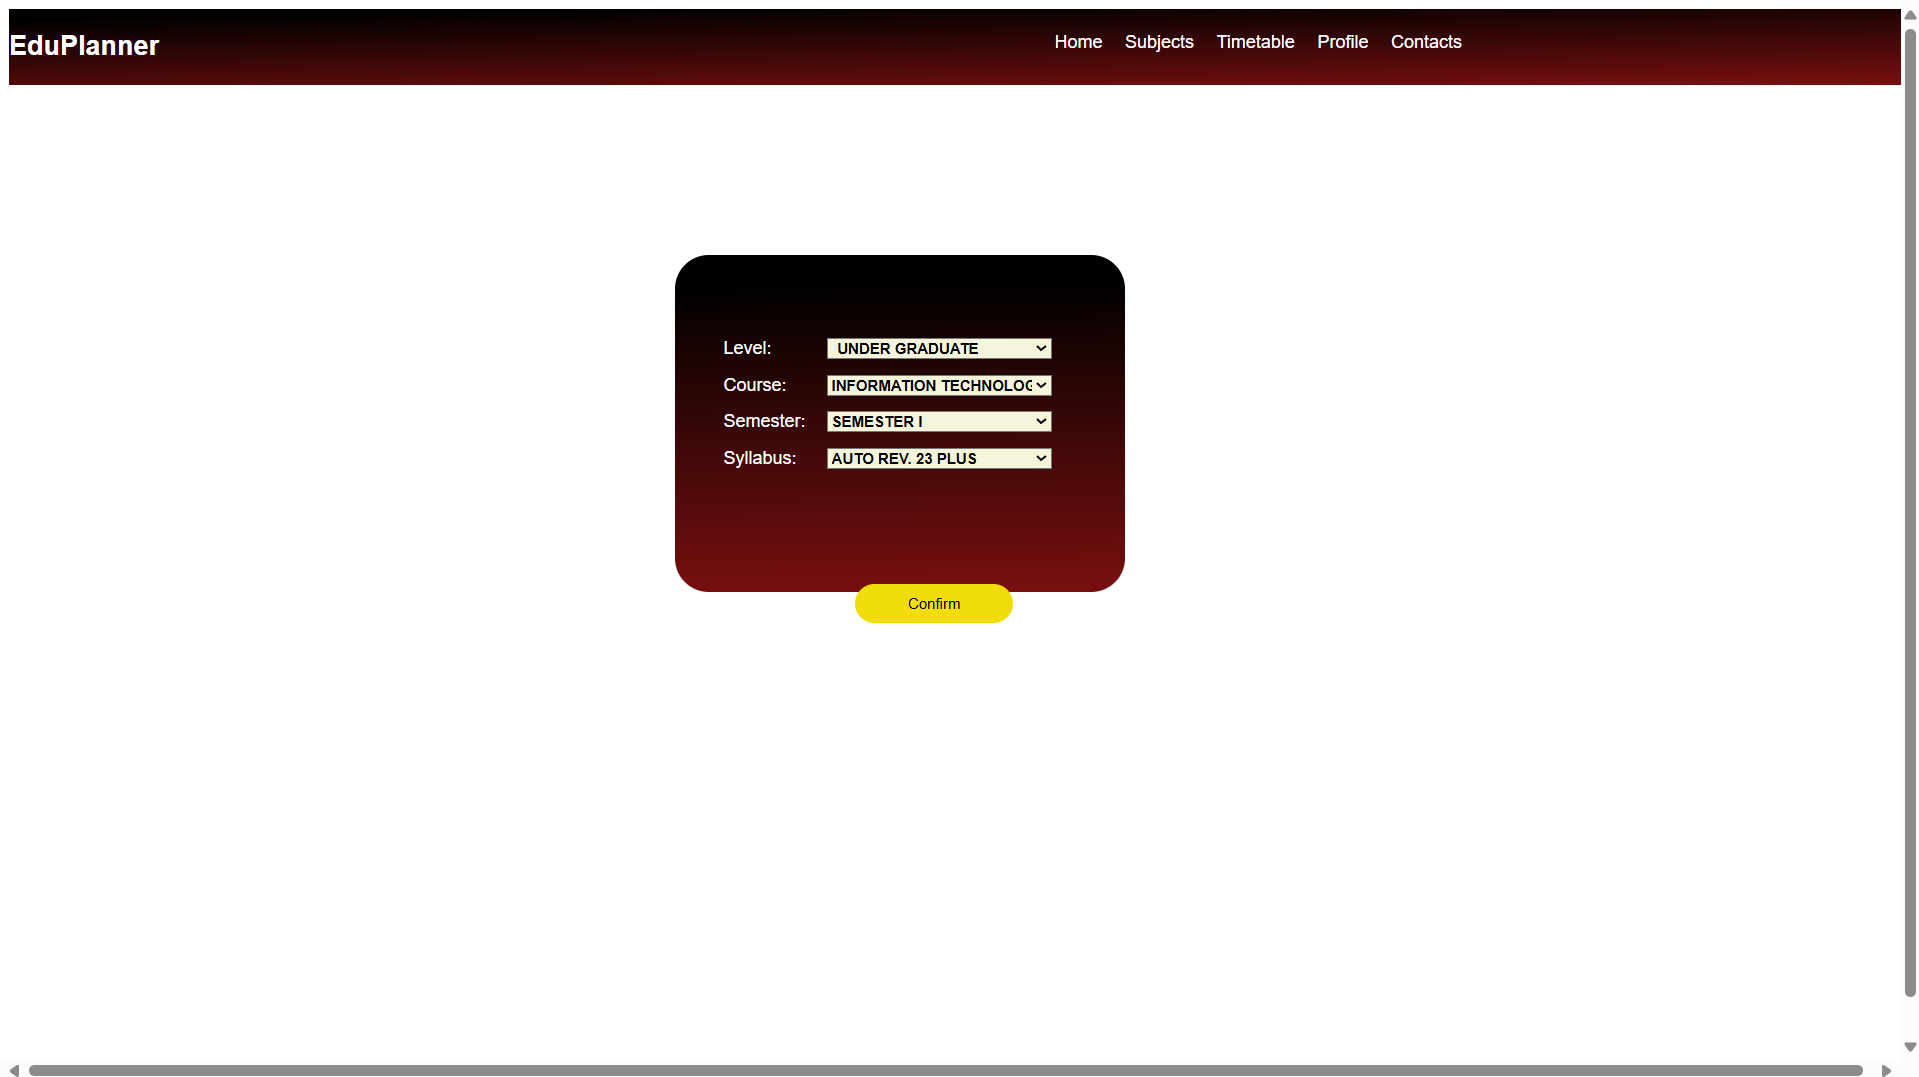 EduPlanner
Home Subjects Timetable Profile Contacts
Level: UNDER GRADUATE
Course: INFORMATION TECHNOLOG
Semester: SEMESTER I
Syllabus: AUTO REV. 23 PLUS
Confirm